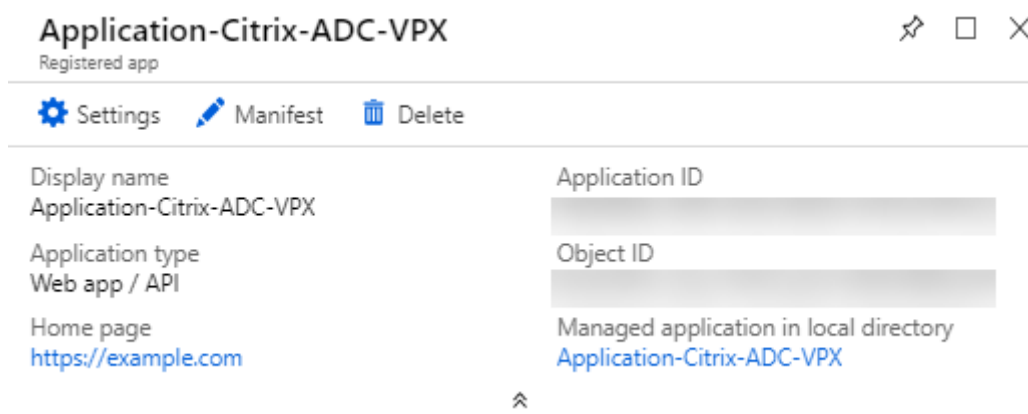 Application-Citrix-ADC-VPX
Registered app
Settings Manifest Delete
Display name
Application-Citrix-ADC-VPX
Application ID
Application type
Web app / API
Object ID
Home page
https://example.com
Managed application in local directory
Application-Citrix-ADC-VPX